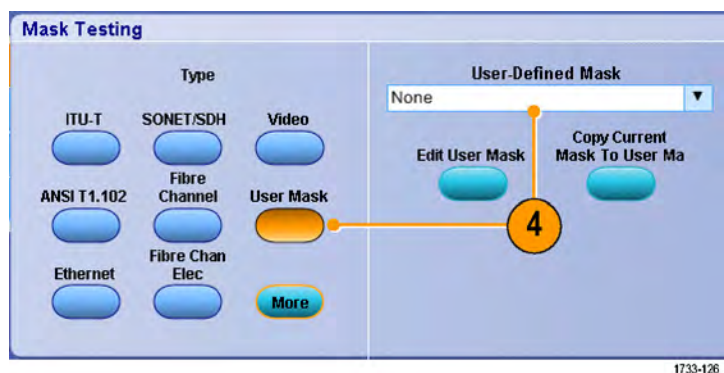 Mask Testing
Type
ITU-T
SONET/SDH
Video
ANSI T1.102
Fibre
Channel
User Mask
Ethernet
Fibre Chan
Elec
More
User-Defined Mask
None
Edit User Mask
Copy Current
Mask To User Ma
4
1733-126